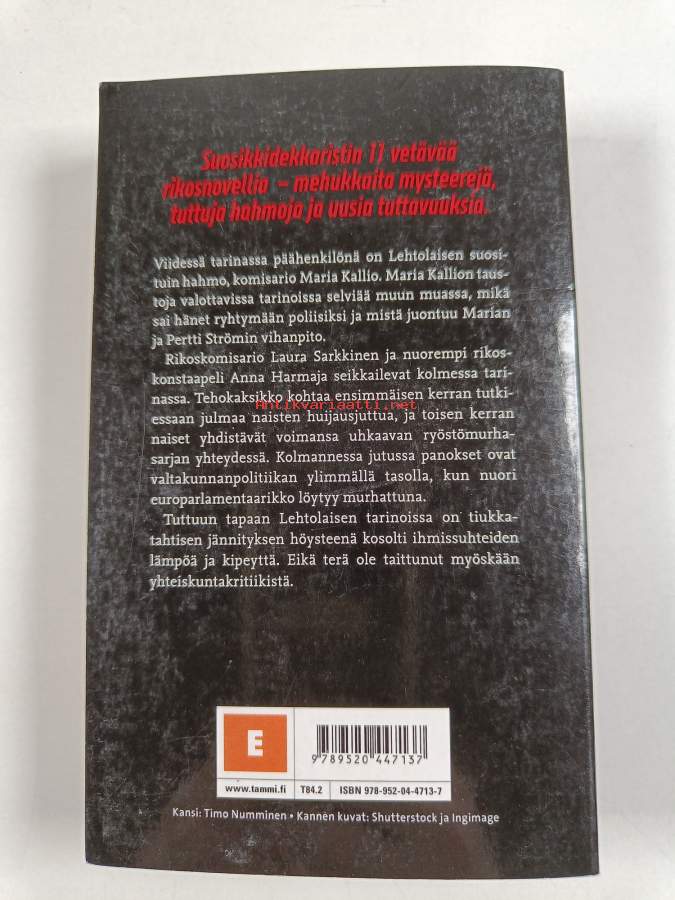 Suosikkidekkaristin 11 vetävää
rikosnovellia – mehukkaita mysteerejä,
tuttuja hahmoja ja uusia tuttavuuksia.
Viidessä tarinassa päähenkilönä on Lehtolaisen suosi-
tuin hahmo, komisario Maria Kallio. Maria Kallion taus-
toja valottavissa tarinoissa selviää muun muassa, mikä
sai hänet ryhtymään poliisiksi ja mistä juontuu Marian
ja Pertti Strömin vihanpito.
Rikoskomisario Laura Sarkkinen ja nuorempi rikos-
konstaapeli Anna Harmaja seikkailevat kolmessa tari-
nassa. Tehokaksikko kohtaa ensimmäisen kerran tutki-
Antikvariaatti.net
essaan julmaa naisten huijausjuttua, ja toisen kerran
naiset yhdistävät voimansa uhkaavan ryöstömurha-
sarjan yhteydessä. Kolmannessa jutussa panokset ovat
valtakunnanpolitiikan ylimmällä tasolla, kun nuori
europarlamentaarikko löytyy murhattuna.
Tuttuun tapaan Lehtolaisen tarinoissa on tiukka-
tahtisen jännityksen höysteenä kosolti ihmissuhteiden
lämpöä ja kipeyttä. Eikä terä ole taittunut myöskään
yhteiskuntakritiikistä.
E
9 789520 447137
www.tammi.fi
T84.2
ISBN 978-952-04-4713-7
Kansi: Timo Numminen • Kannen kuvat: Shutterstock ja Ingimage